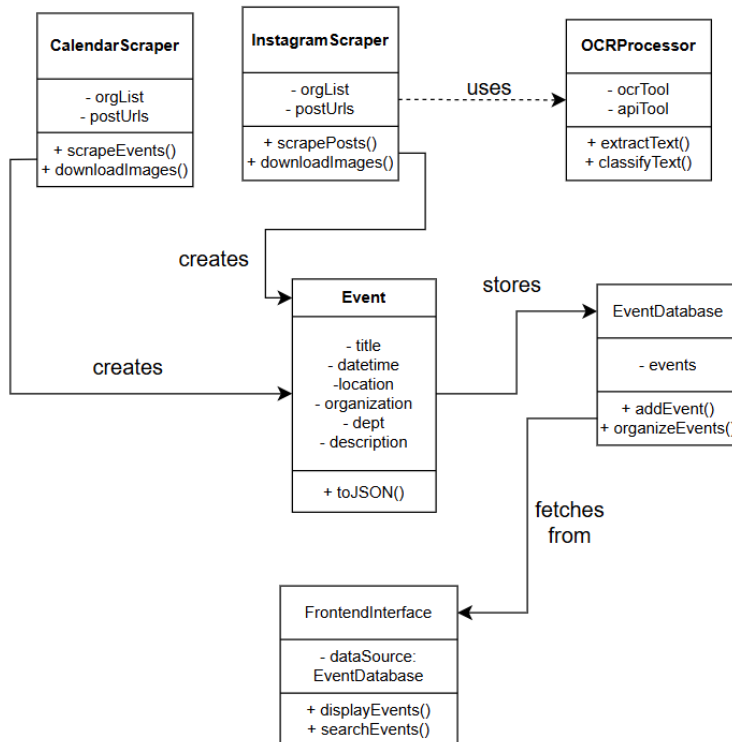 CalendarScraper
- orgList
- postUrls
+ scrapeEvents()
+ downloadImages()
InstagramScraper
- orgList
- postUrls
+ scrapePosts()
+ downloadImages()
uses
OCRProcessor
- ocrTool
- apiTool
+ extractText()
+ classifyText()
creates
creates
Event
- title
- datetime
-location
- organization
- dept
- description
+ toJSON()
stores
EventDatabase
- events
+ addEvent()
+ organizeEvents()
fetches
from
FrontendInterface
- dataSource:
EventDatabase
+ displayEvents()
+ searchEvents()